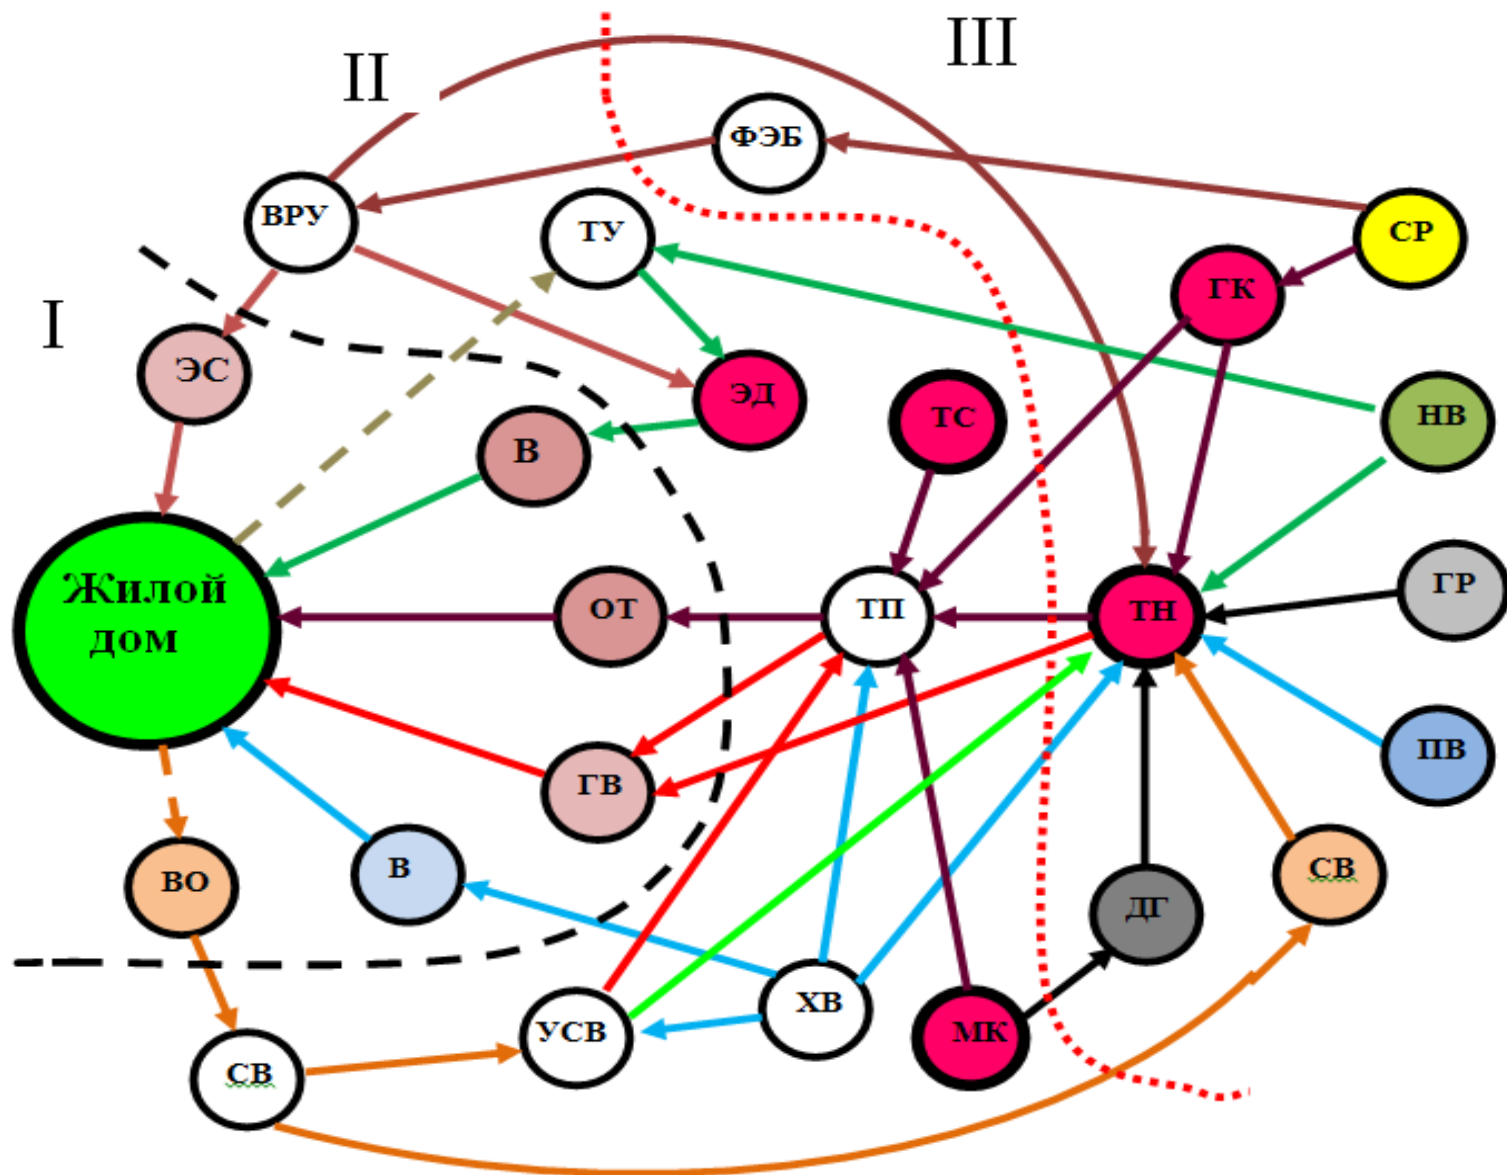 III
II
ФЭБ
ВРУ
ТУ
СР
ГК
I
ЭС
ЭД
ТС
НВ
В
Жилой
дом
ОТ
ТП
ТН
ГР
ГВ
ПВ
ВО
В
СВ
ДГ
ХВ
УСВ
МК
СВ